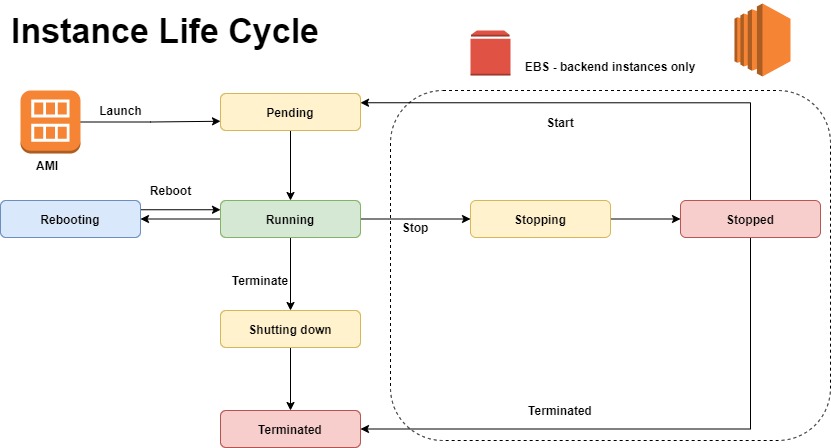 Instance Life Cycle
EBS - backend instances only
Launch
Pending
Start
AMI
Reboot
Rebooting
Running
Stop
Stopping
Stopped
Terminate
Shutting down
Terminated
Terminated